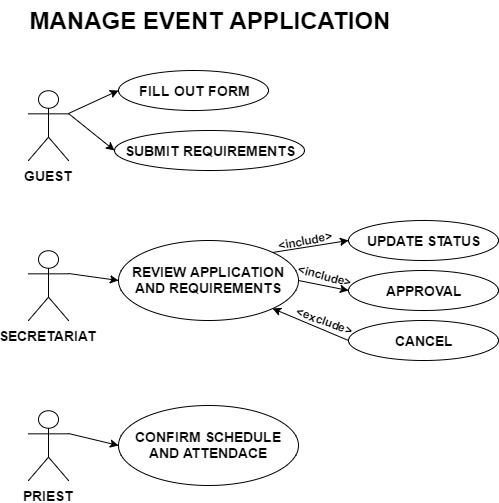 MANAGE EVENT APPLICATION
FILL OUT FORM
SUBMIT REQUIREMENTS
GUEST
<include>
UPDATE STATUS
REVIEW APPLICATION
AND REQUIREMENTS
<include>
APPROVAL
<exclude>
CANCEL
SECRETARIAT
CONFIRM SCHEDULE
AND ATTENDACE
PRIEST